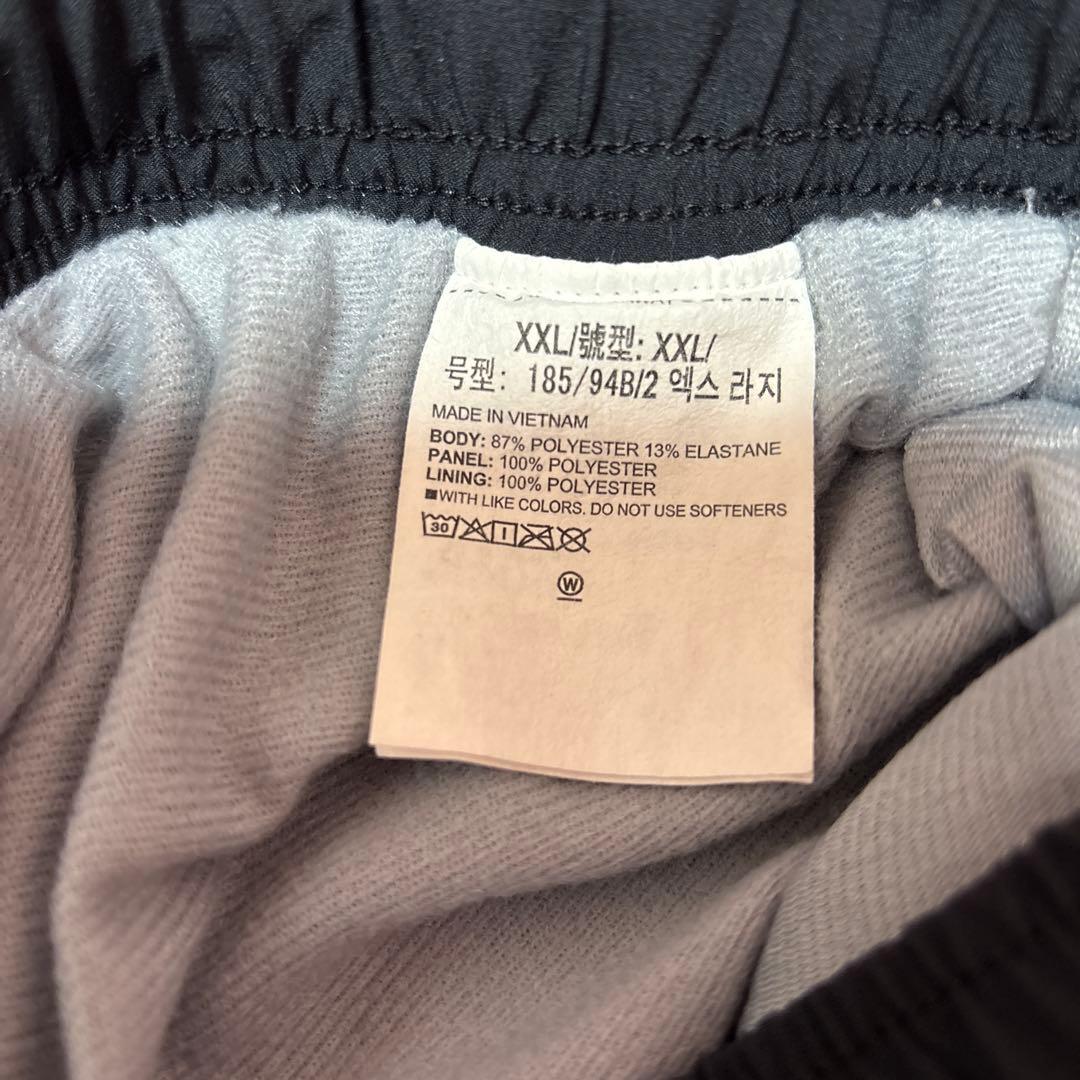 XXL/號型: XXL/
号型: 185/94B/2 엑스 라지
MADE IN VIETNAM
BODY: 87% POLYESTER 13% ELASTANE
PANEL: 100% POLYESTER
LINING: 100% POLYESTER
■WITH LIKE COLORS. DO NOT USE SOFTENERS
30
W